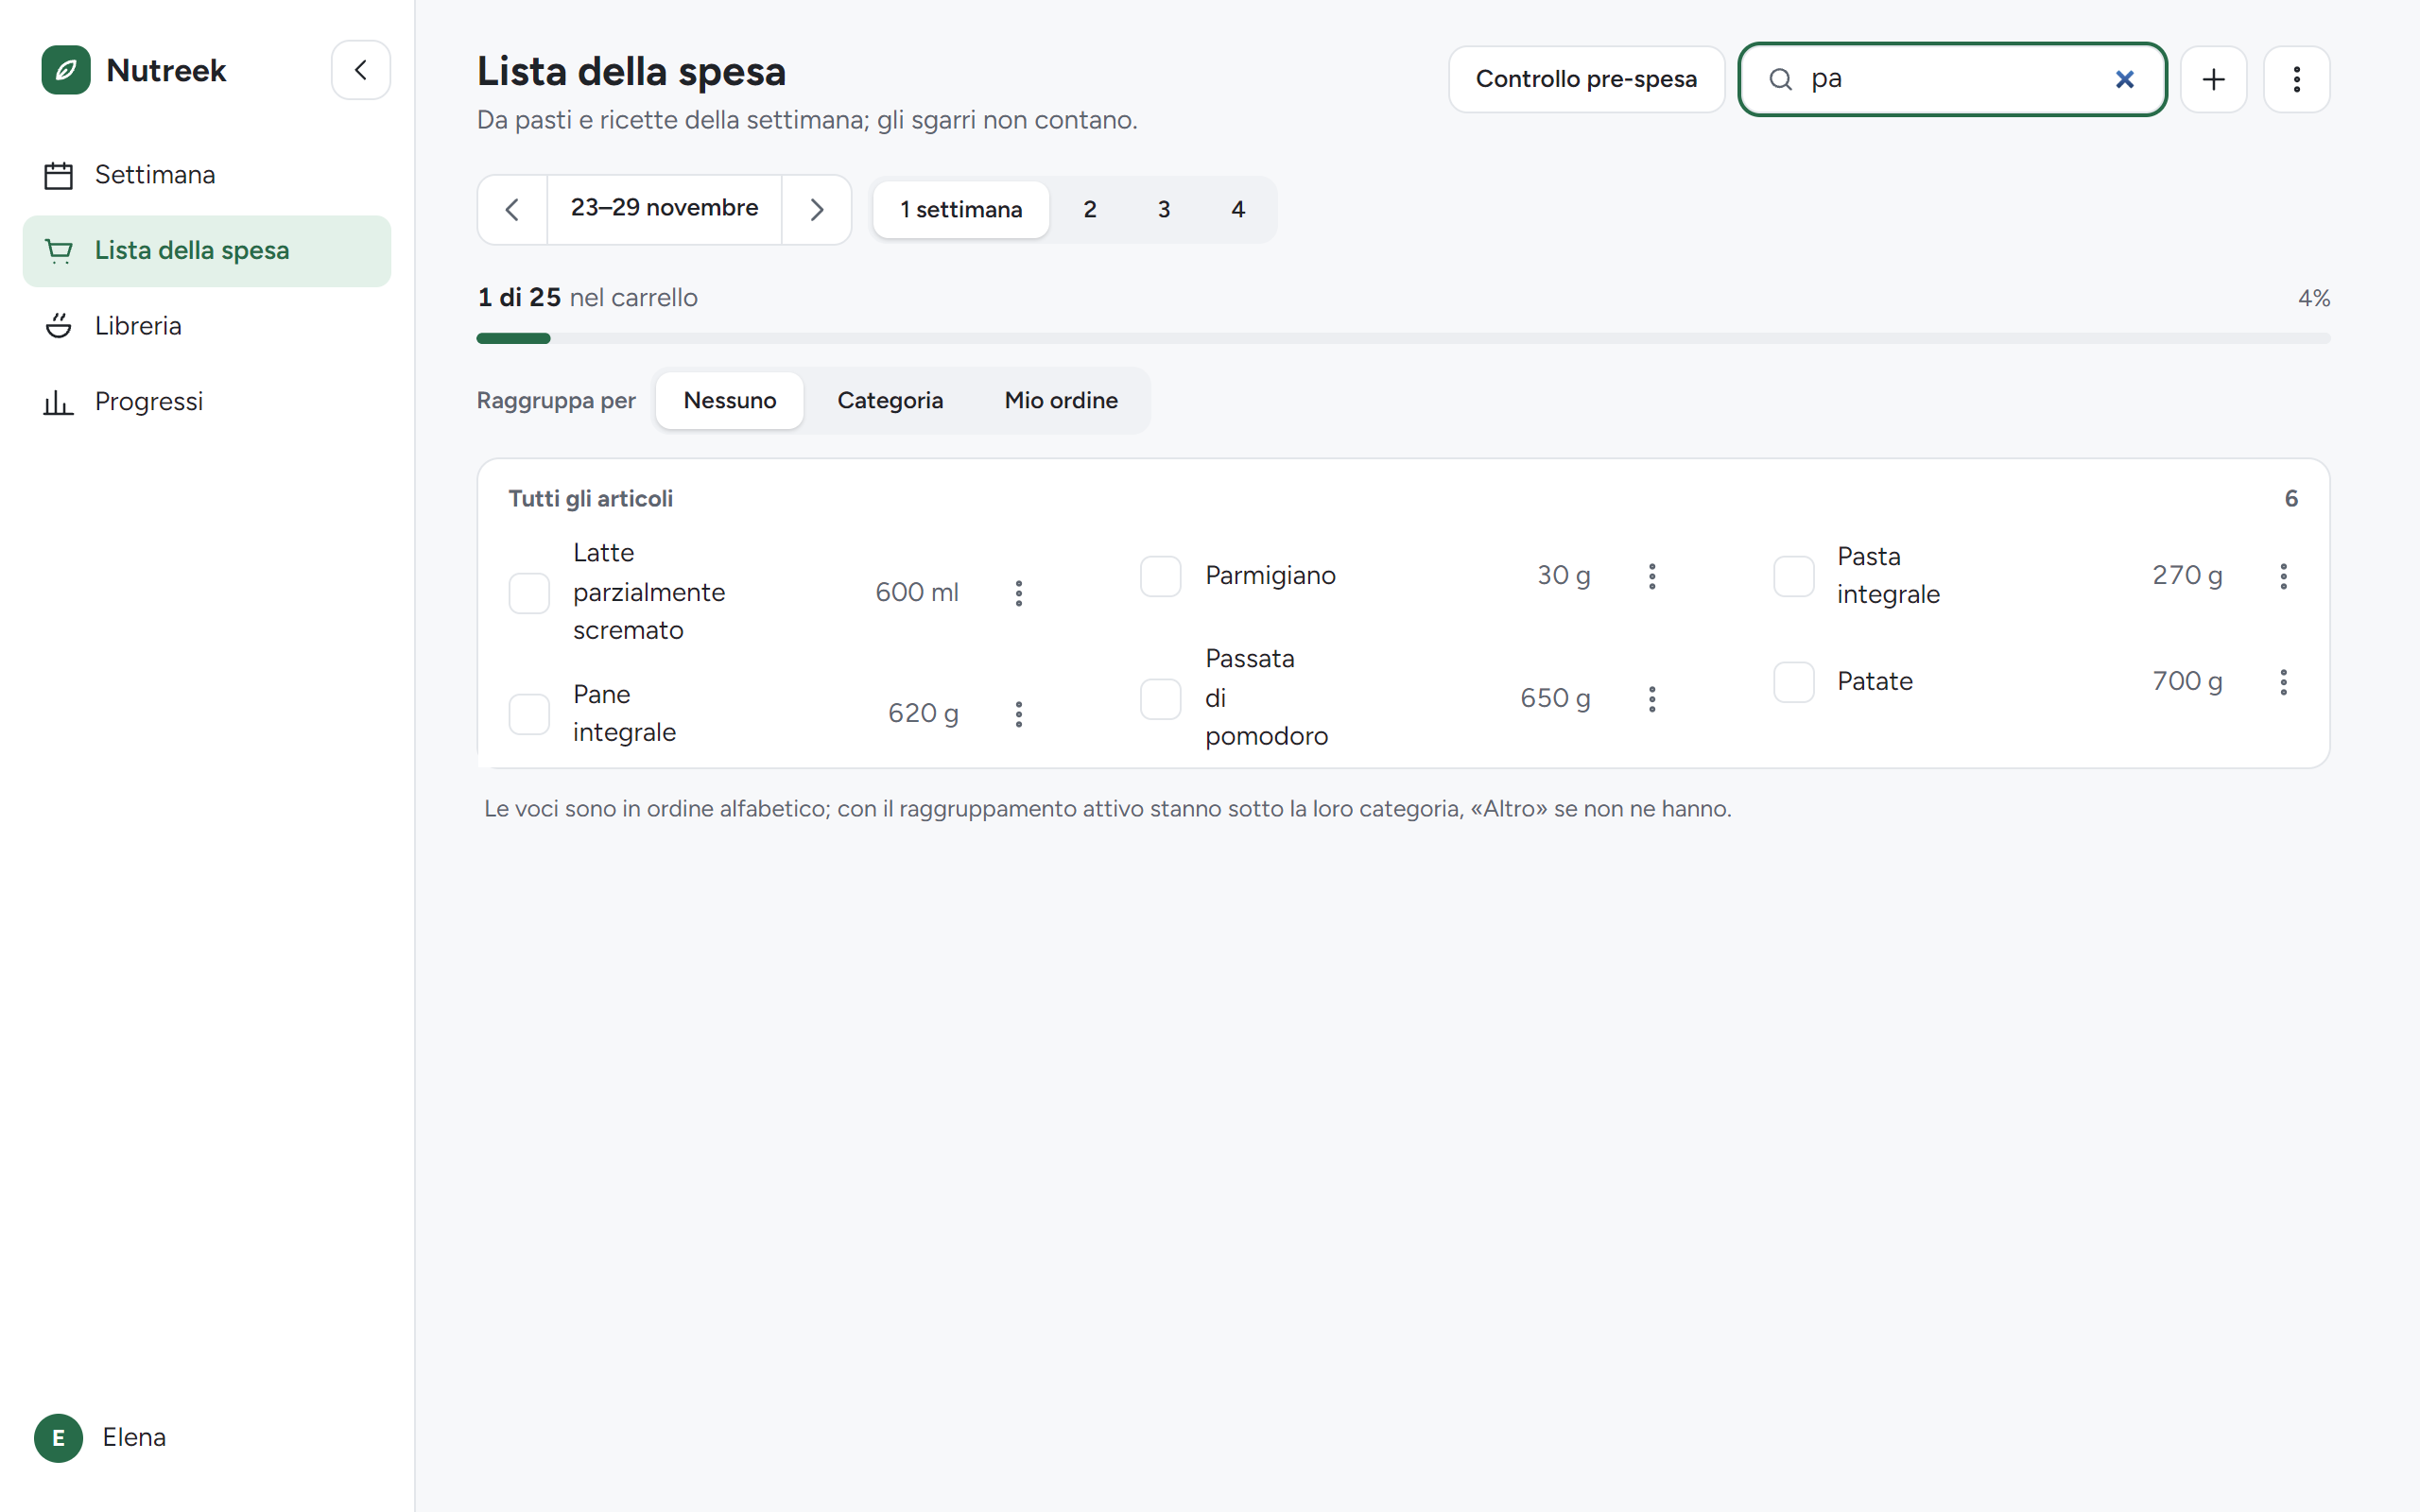 Nutreek
Settimana
Lista della spesa
Libreria
Progressi
E
Elena
Lista della spesa
Da pasti e ricette della settimana; gli sgarri non contano.
Controllo pre-spesa
pa
23–29 novembre
1 settimana 2 3 4
1 di 25 nel carrello 4%
Raggruppa per Nessuno Categoria Mio ordine
Tutti gli articoli 6
Latte
parzialmente
scremato
600 ml
Pane
integrale
620 g
Parmigiano 30 g
Passata
di
pomodoro
650 g
Pasta
integrale
270 g
Patate 700 g
Le voci sono in ordine alfabetico; con il raggruppamento attivo stanno sotto la loro categoria, «Altro» se non ne hanno.